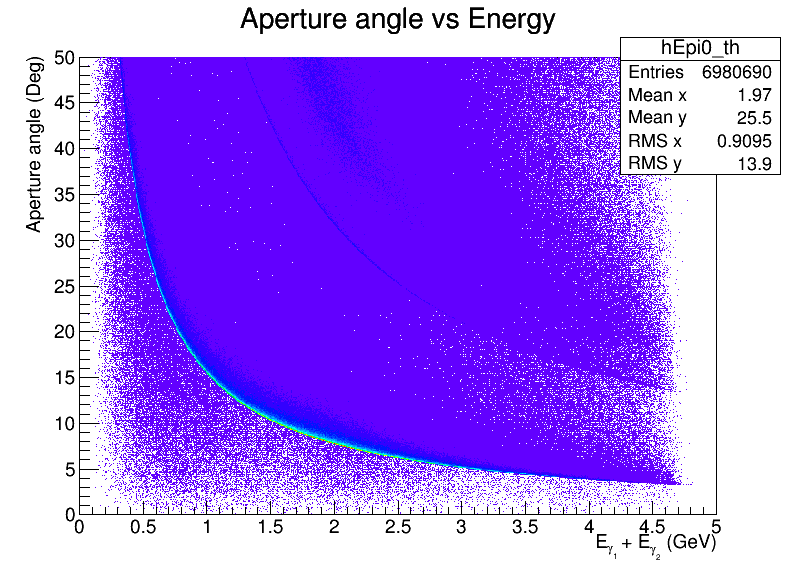 Aperture angle vs Energy
hEpi0_th
Entries 6980690
Mean x 1.97
Mean y 25.5
RMS x 0.9095
RMS y 13.9
Aperture angle (Deg)
50
45
40
35
30
25
20
15
10
5
0
0 0.5 1 1.5 2 2.5 3 3.5 4 4.5 5
Eγ1 + Eγ2 (GeV)